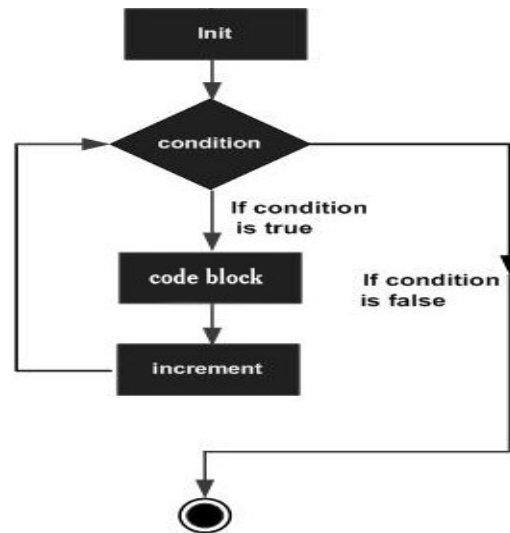 Init
condition
If condition
is true
code block
If condition
is false
increment